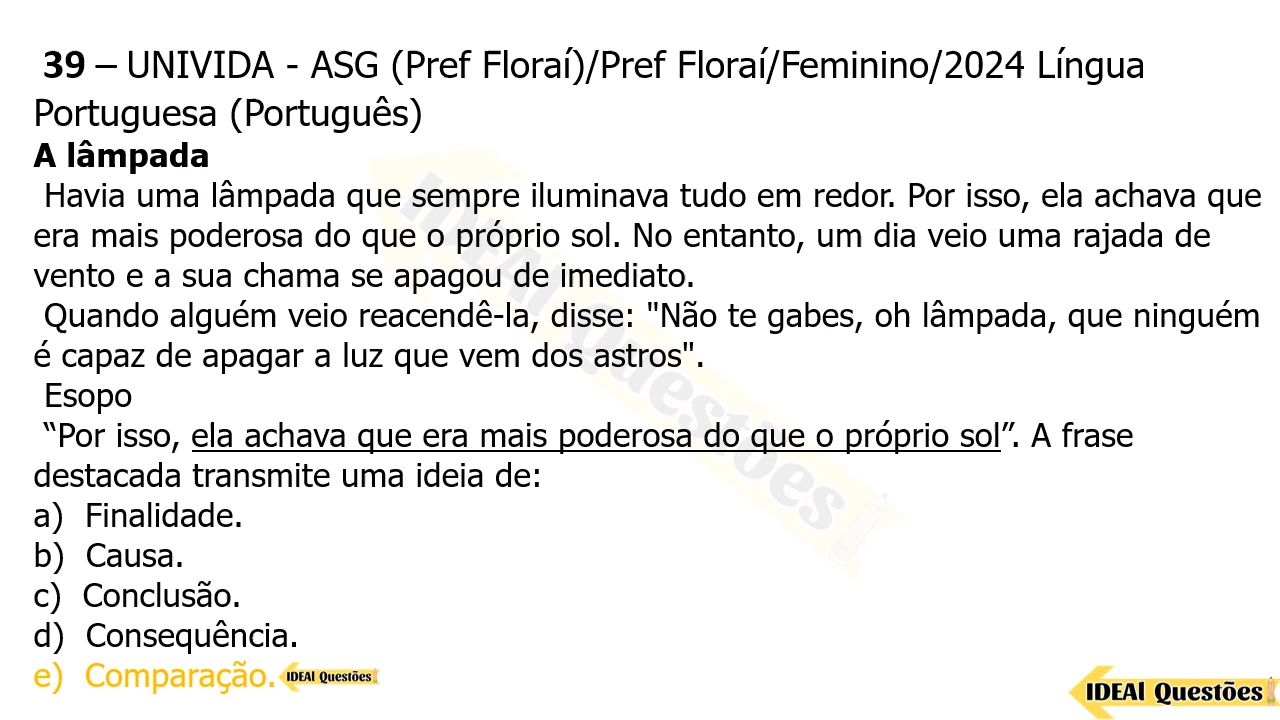 39 – UNIVIDA - ASG (Pref Floraí)/Pref Floraí/Feminino/2024 Língua
Portuguesa (Português)
A lâmpada
Havia uma lâmpada que sempre iluminava tudo em redor. Por isso, ela achava que
era mais poderosa do que o próprio sol. No entanto, um dia veio uma rajada de
vento e a sua chama se apagou de imediato.
Quando alguém veio reacendê-la, disse: "Não te gabes, oh lâmpada, que ninguém
é capaz de apagar a luz que vem dos astros".
Esopo
“Por isso, ela achava que era mais poderosa do que o próprio sol”. A frase
destacada transmite uma ideia de:
a) Finalidade.
b) Causa.
c) Conclusão.
d) Consequência.
e) Comparação. IDEAl Questões
IDEAl Questões
IDEAl Questões